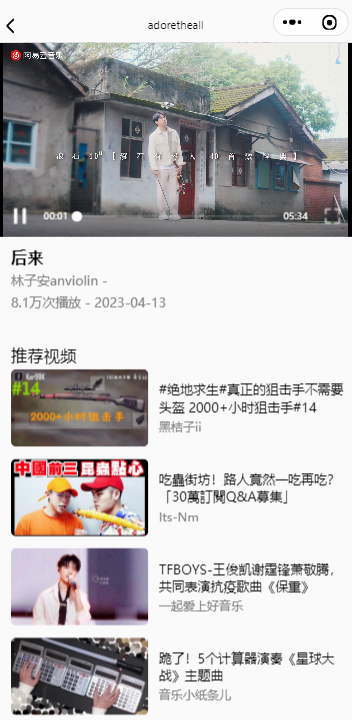 adoretheall
网易云音乐
00:01
05:34
后来
林子安anviolin -
8.1万次播放 - 2023-04-13
推荐视频
#14
2000+小时狙击手
#绝地求生#真正的狙击手不需要
头盔 2000+小时狙击手#14
黑桔子ii
中國前三 昆蟲點心
吃蟲街坊！路人竟然一吃再吃？
「30萬訂閱Q&A募集」
Its-Nm
TFBOYS-王俊凯谢霆锋萧敬腾，
共同表演抗疫歌曲《保重》
一起爱上好音乐
跪了！5个计算器演奏《星球大
战》主题曲
音乐小纸条儿